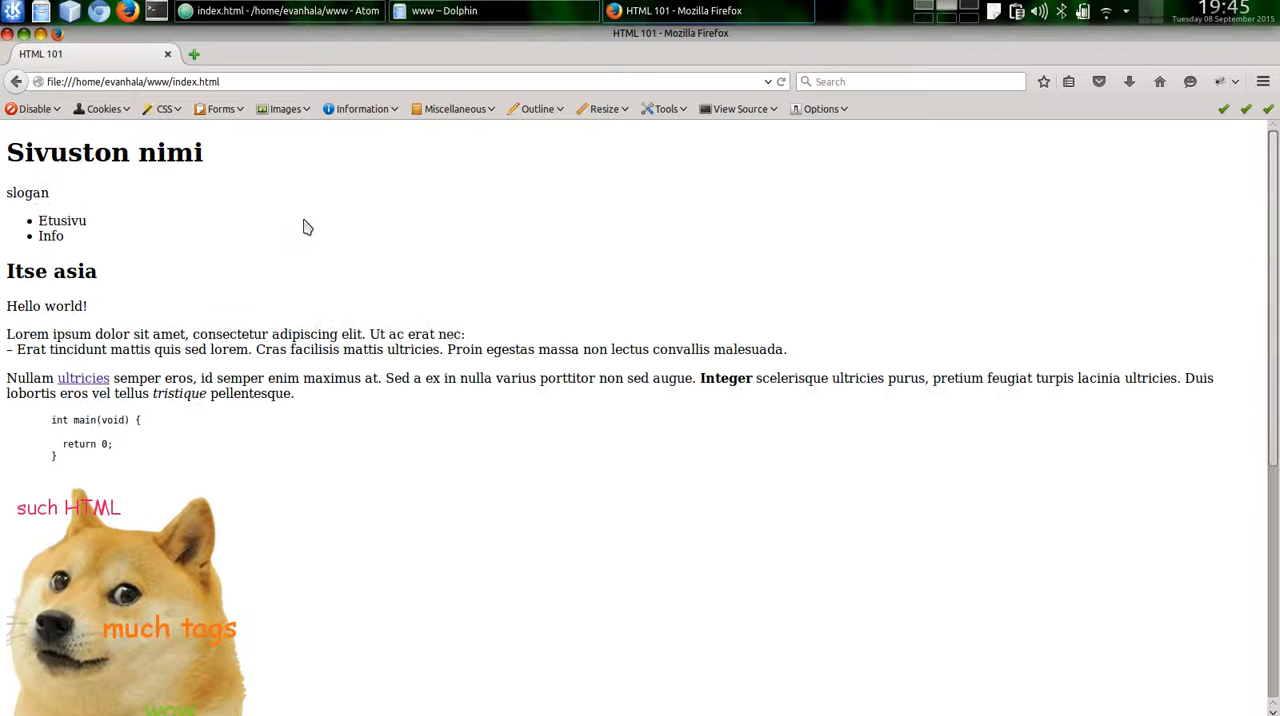 index.html - /home/evanhala/www - Atom
www – Dolphin
HTML 101 - Mozilla Firefox
19:45
Tuesday 08 September 2015
HTML 101 - Mozilla Firefox
HTML 101
file:///home/evanhala/www/index.html
Search
Disable Cookies CSS Forms Images Information Miscellaneous Outline Resize Tools View Source Options
Sivuston nimi
slogan
Etusivu
Info
Itse asia
Hello world!
Lorem ipsum dolor sit amet, consectetur adipiscing elit. Ut ac erat nec:
– Erat tincidunt mattis quis sed lorem. Cras facilisis mattis ultricies. Proin egestas massa non lectus convallis malesuada.
Nullam ultricies semper eros, id semper enim maximus at. Sed a ex in nulla varius porttitor non sed augue. Integer scelerisque ultricies purus, pretium feugiat turpis lacinia ultricies. Duis
lobortis eros vel tellus tristique pellentesque.
int main(void) {
return 0;
}
such HTML
much tags
wow